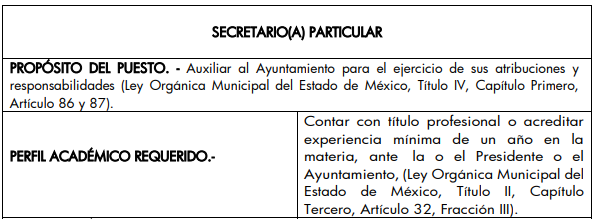 SECRETARIO(A) PARTICULAR
PROPÓSITO DEL PUESTO. - Auxiliar al Ayuntamiento para el ejercicio de sus atribuciones y
responsabilidades (Ley Orgánica Municipal del Estado de México, Título IV, Capítulo Primero,
Artículo 86 y 87).
PERFIL ACADÉMICO REQUERIDO.-
Contar con título profesional o acreditar
experiencia mínima de un año en la
materia, ante la o el Presidente o el
Ayuntamiento, (Ley Orgánica Municipal del
Estado de México, Título II, Capítulo
Tercero, Artículo 32, Fracción III).